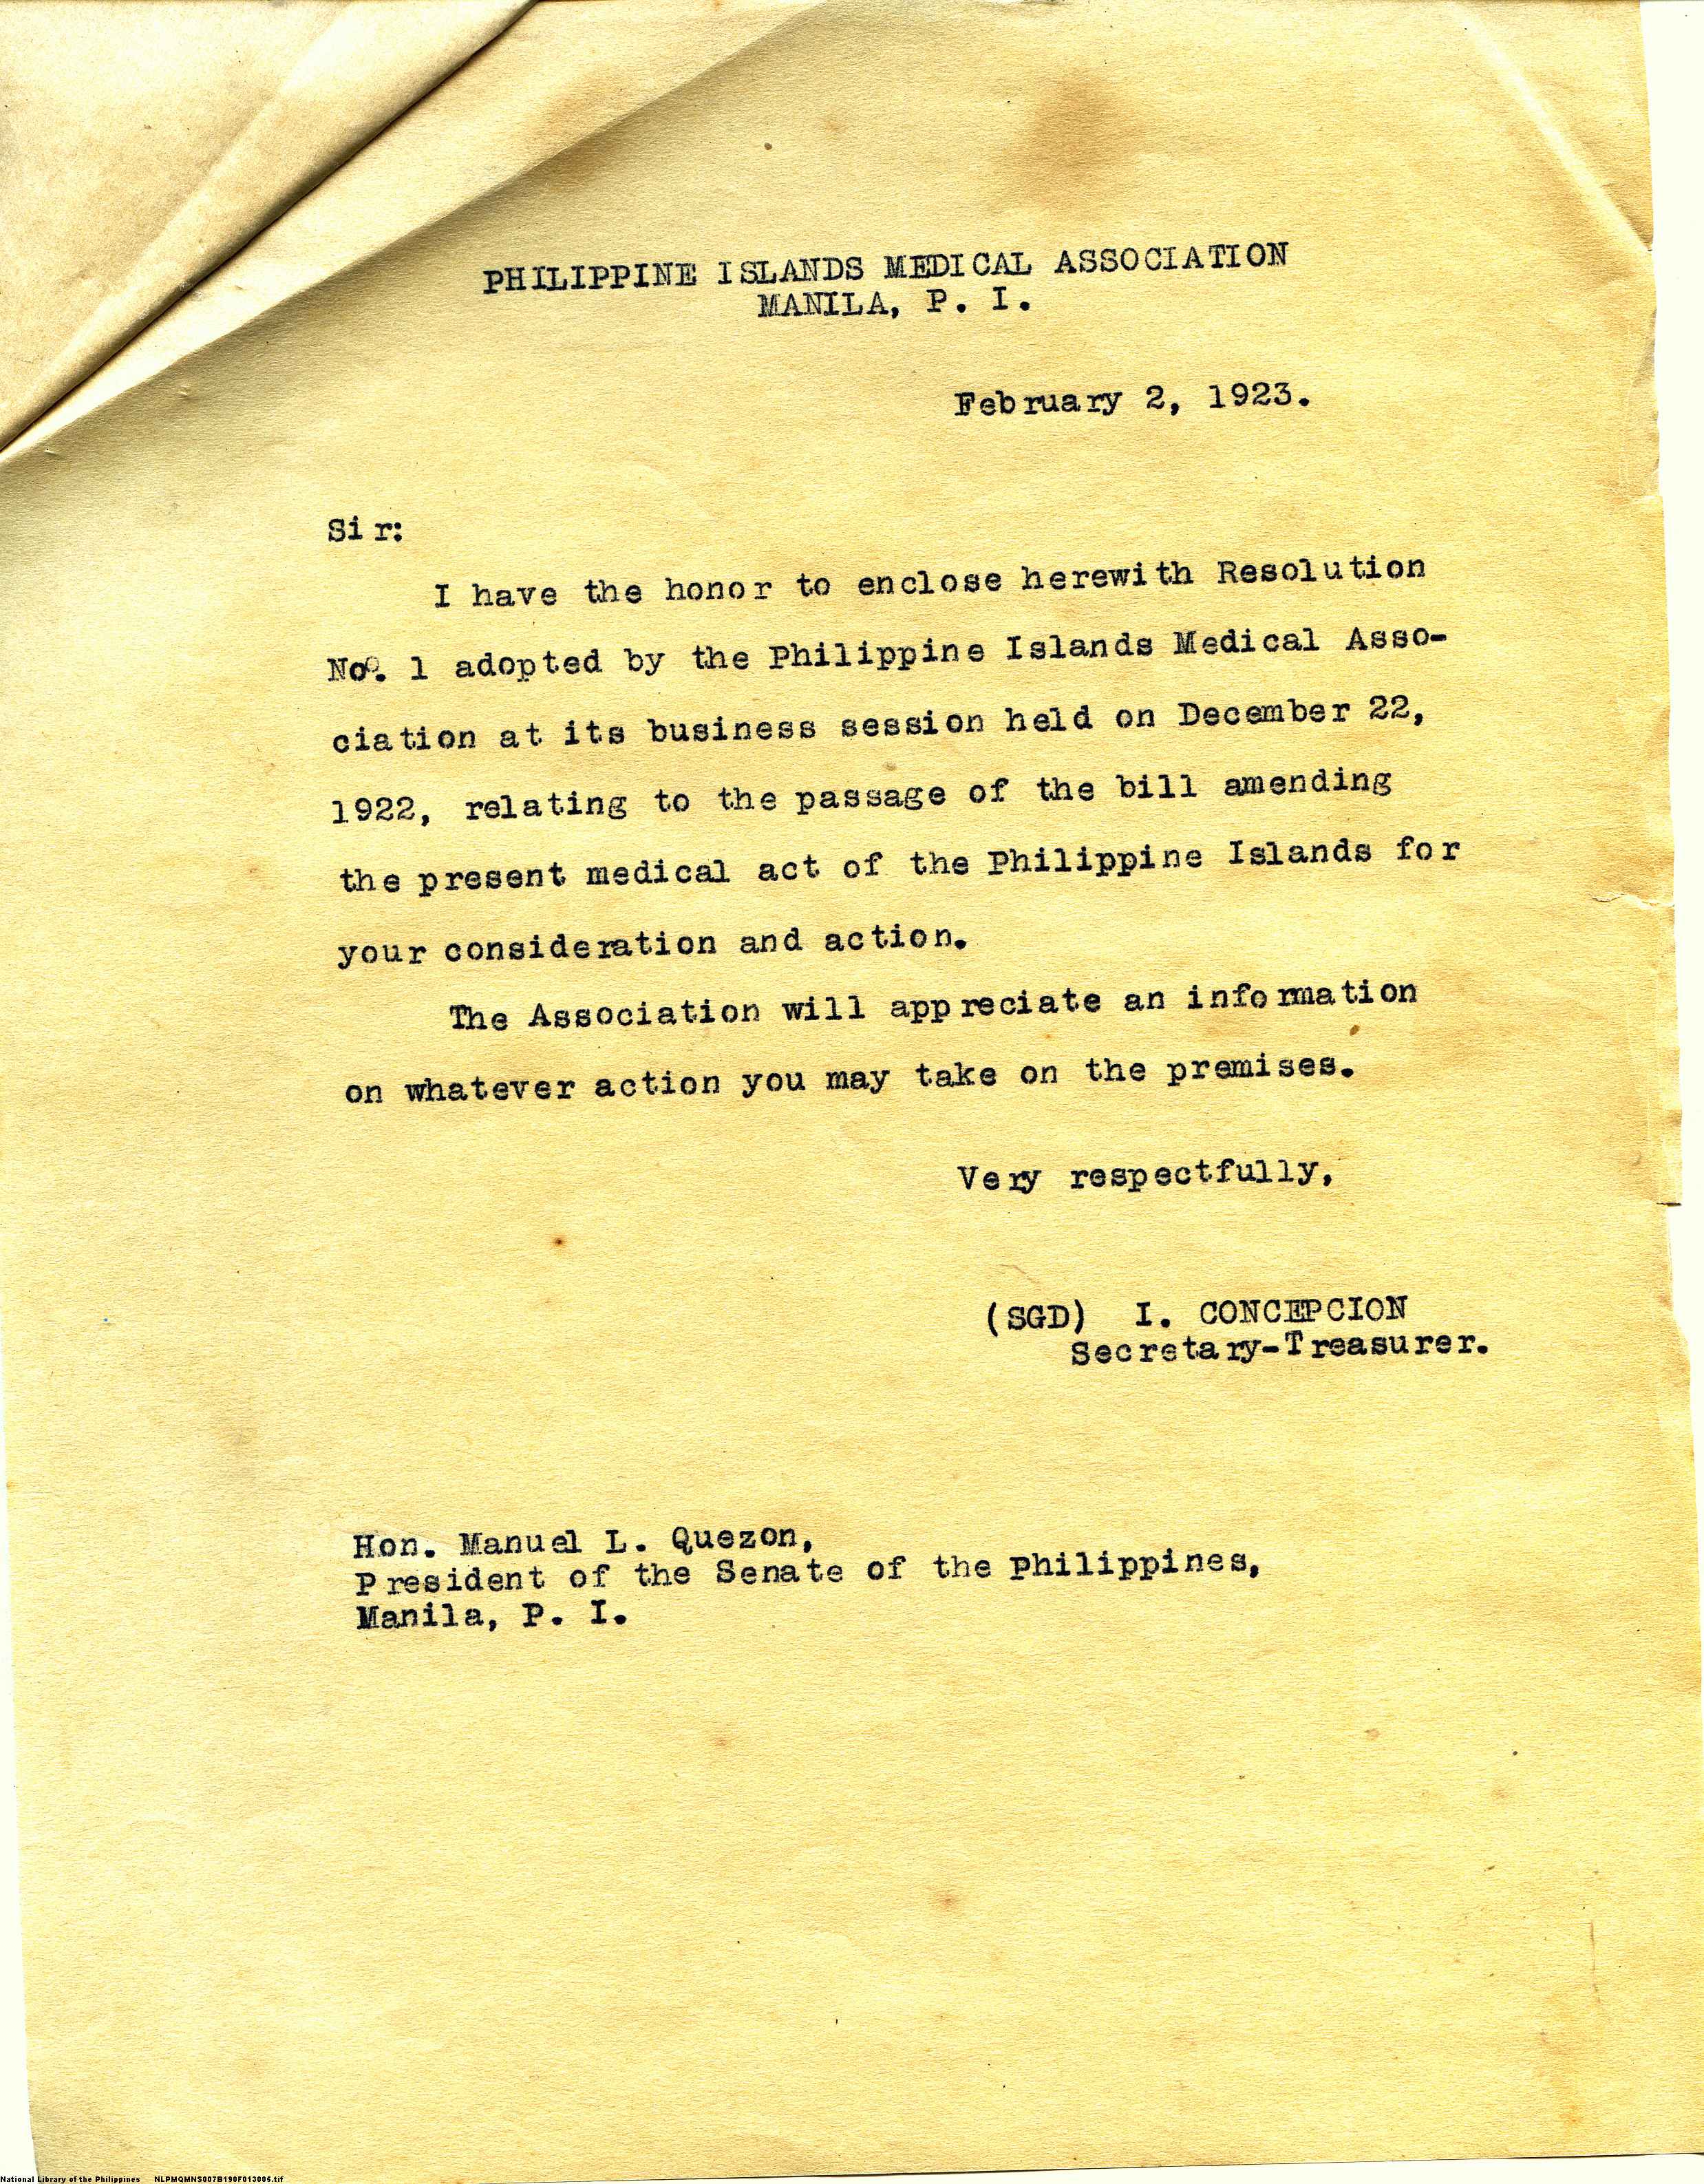 PHILIPPINE ISLANDS MEDICAL ASSOCIATION
MANILA, P. I.
February 2, 1923.
Sir:
I have the honor to enclose herewith Resolution
No. 1 adopted by the Philippine Islands Medical Asso-
ciation at its business session held on December 22,
1922, relating to the passage of the bill amending
the present medical act of the Philippine Islands for
your consideration and action.
The Association will appreciate an information
on whatever action you may take on the premises.
Very respectfully,
(SGD) I. CONCEPCION
Secretary-Treasurer.
Hon. Manuel L. Quezon,
President of the Senate of the Philippines,
Manila, P. I.
National Library of the Philippines NLPMQMNS007B190F013006.tif